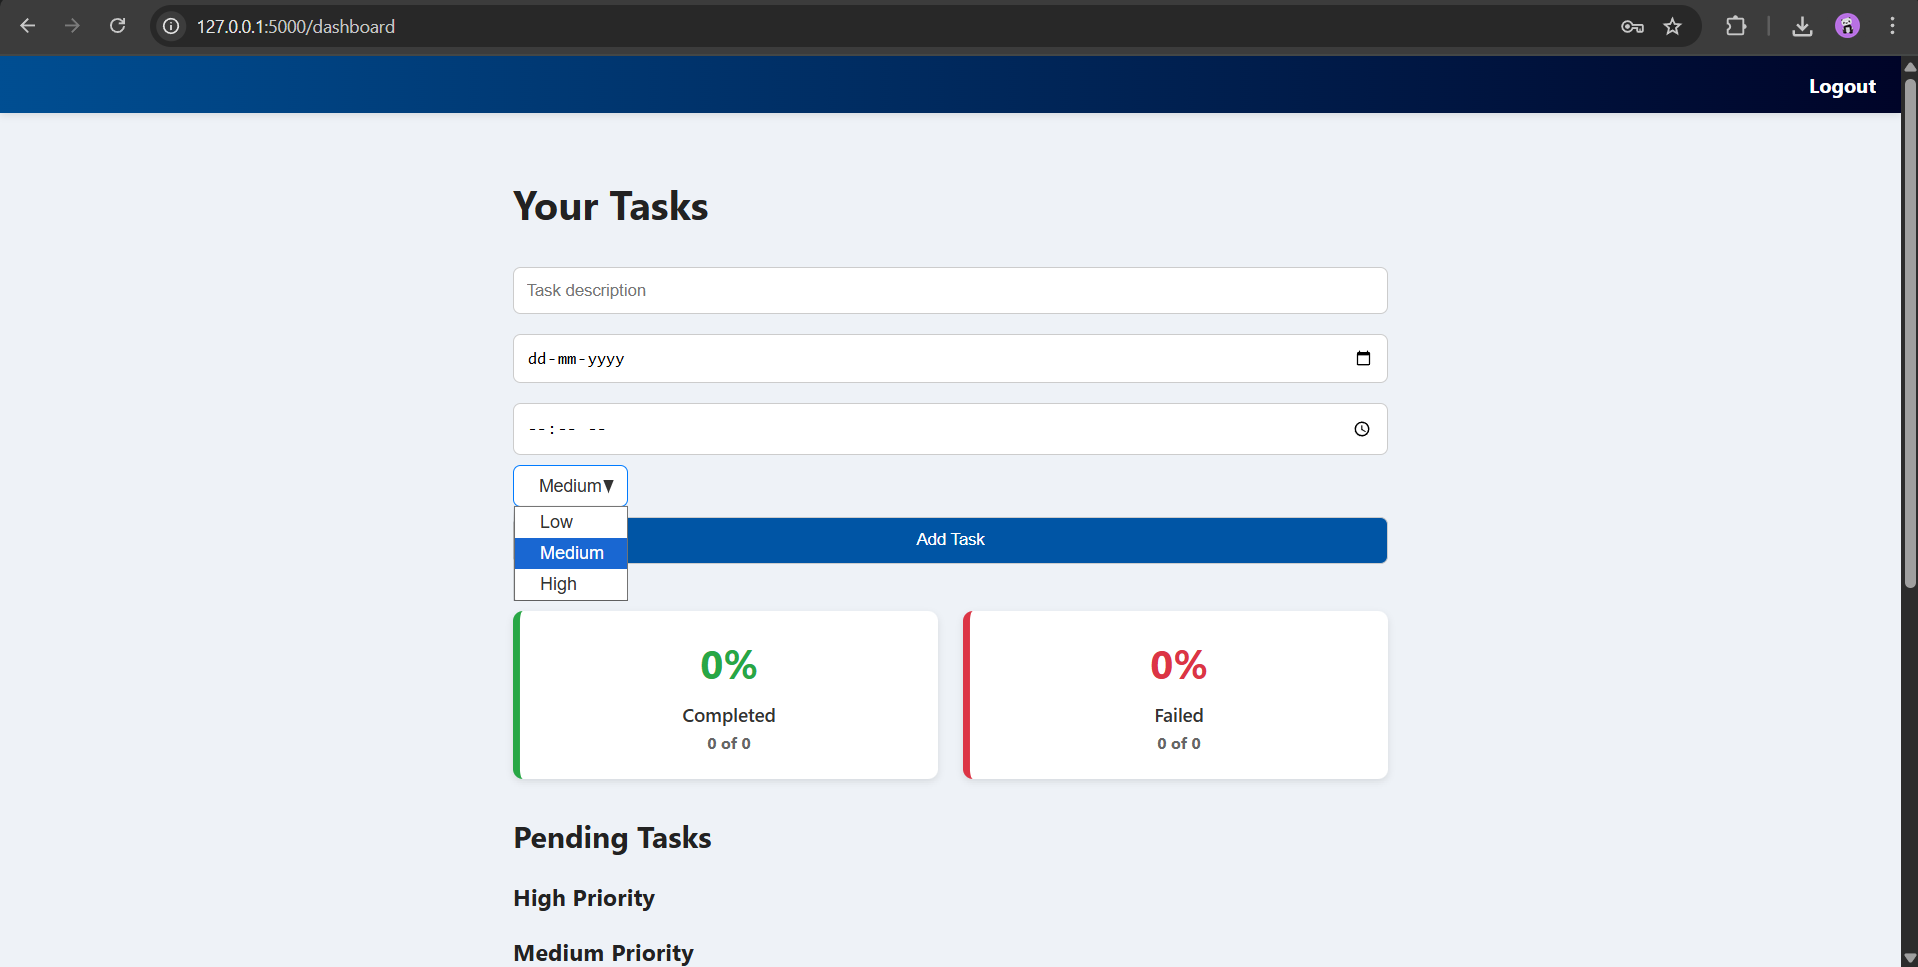 127.0.0.1:5000/dashboard
Logout
Your Tasks
Task description
dd-mm-yyyy
--:-- --
Medium▼
Low
Medium
High
Add Task
0%
Completed
0 of 0
0%
Failed
0 of 0
Pending Tasks
High Priority
Medium Priority